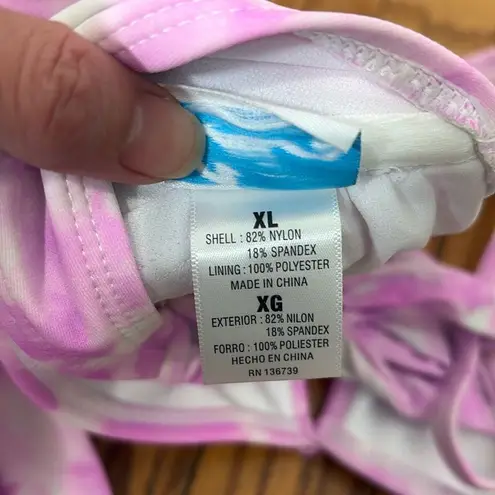 XL
SHELL : 82% NYLON
18% SPANDEX
LINING : 100% POLYESTER
MADE IN CHINA
XG
EXTERIOR : 82% NILON
18% SPANDEX
FORRO : 100% POLIESTER
HECHO EN CHINA
RN 136739